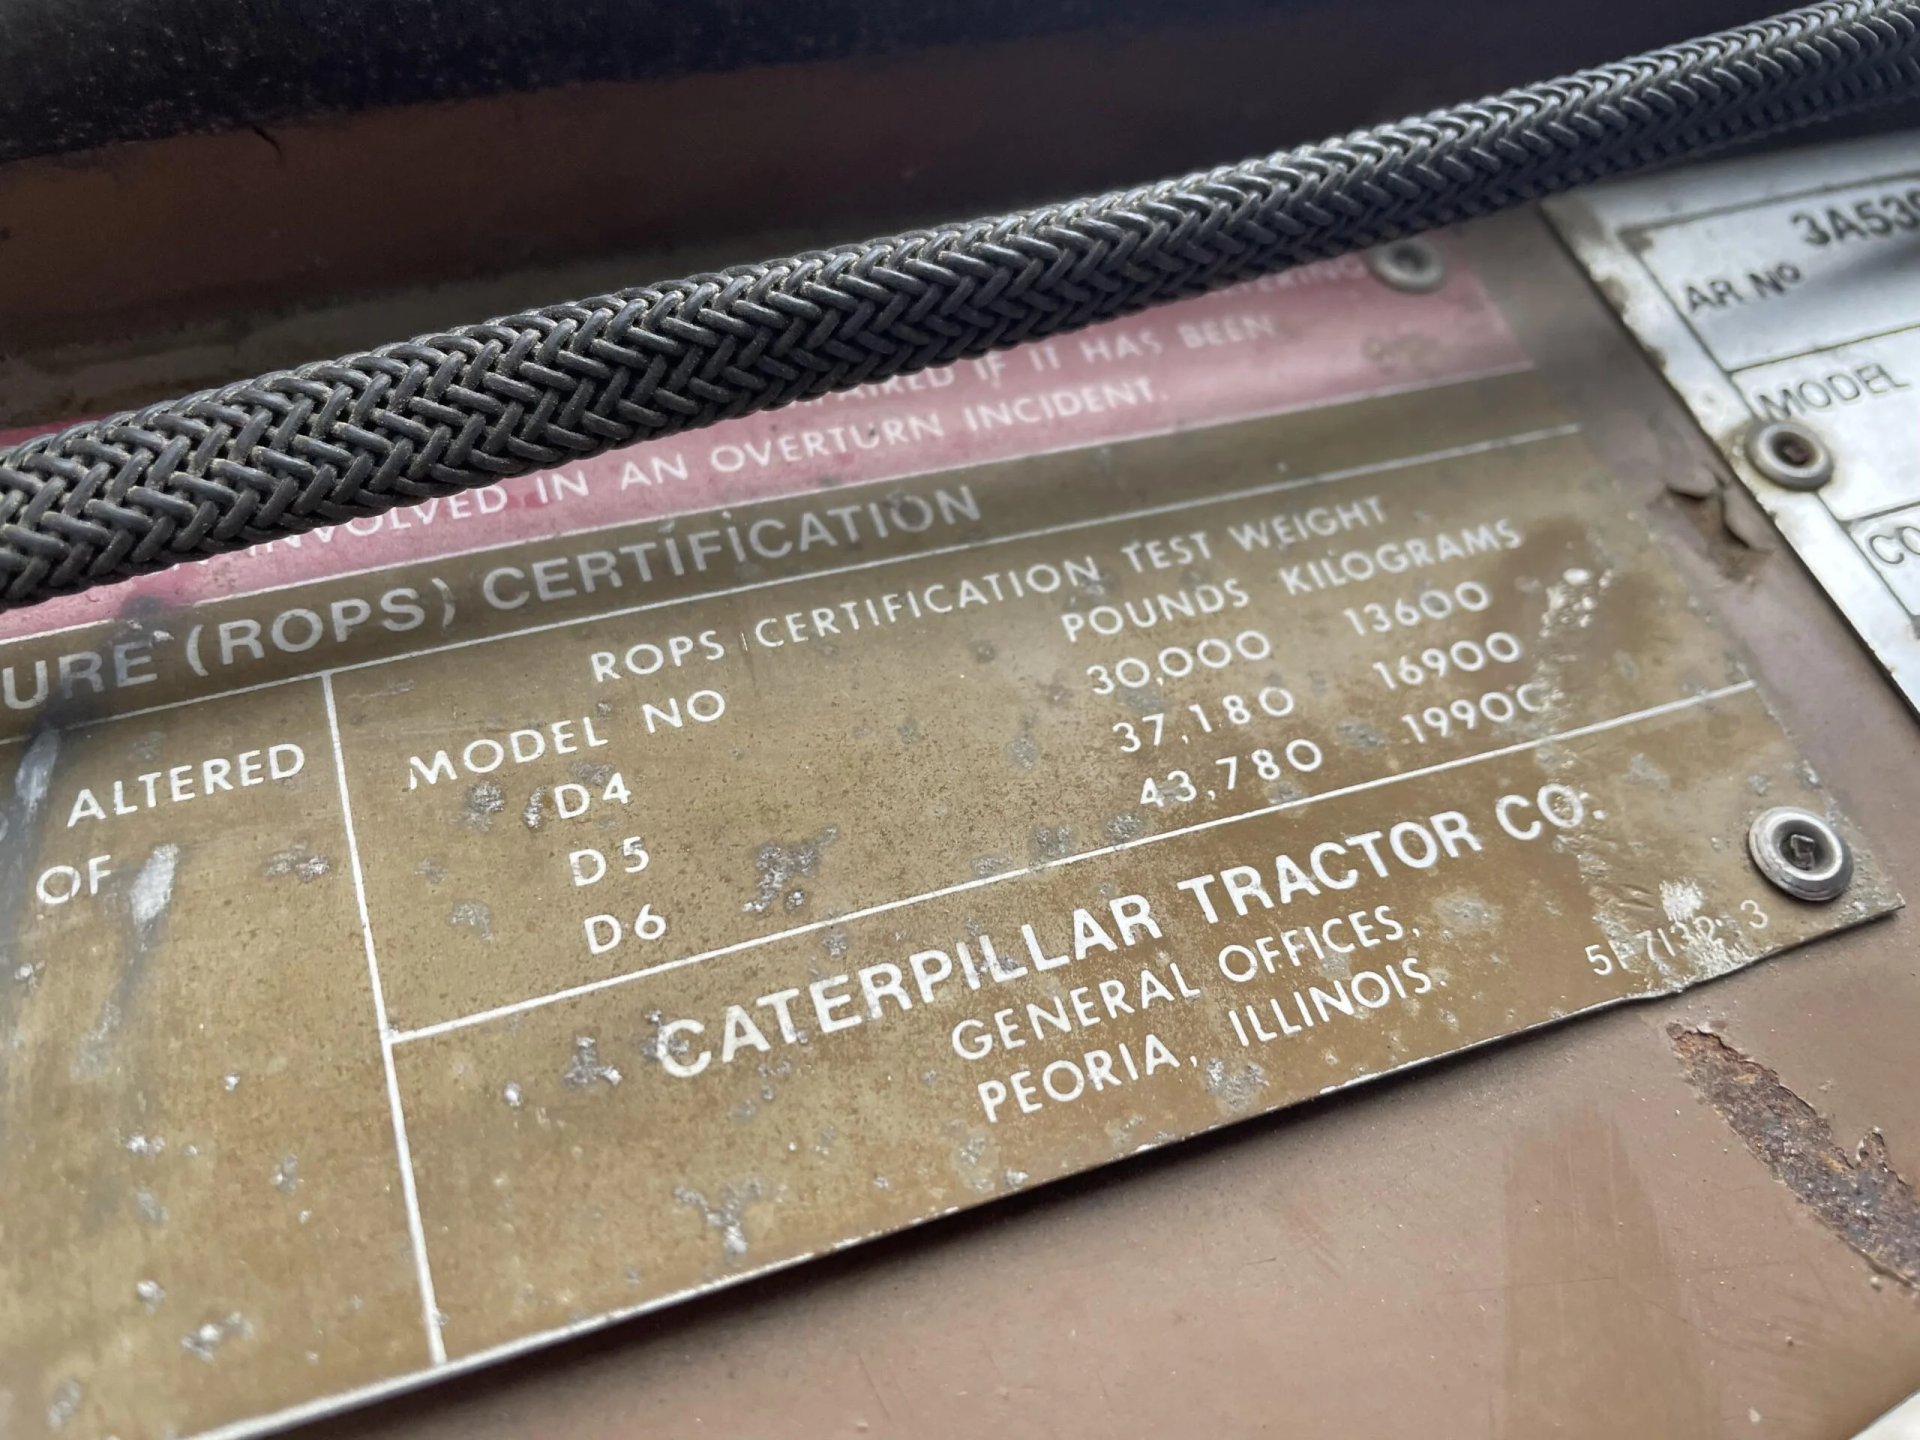 IF IT HAS BEEN
INVOLVED IN AN OVERTURN INCIDENT.
URE (ROPS) CERTIFICATION
ALTERED
OF
ROPS CERTIFICATION TEST WEIGHT
MODEL NO POUNDS KILOGRAMS
D4 30,000 13600
D5 37,180 16900
D6 43,780 19900
CATERPILLAR TRACTOR CO.
GENERAL OFFICES,
PEORIA, ILLINOIS.
3A53
AR Nº
MODEL
CO